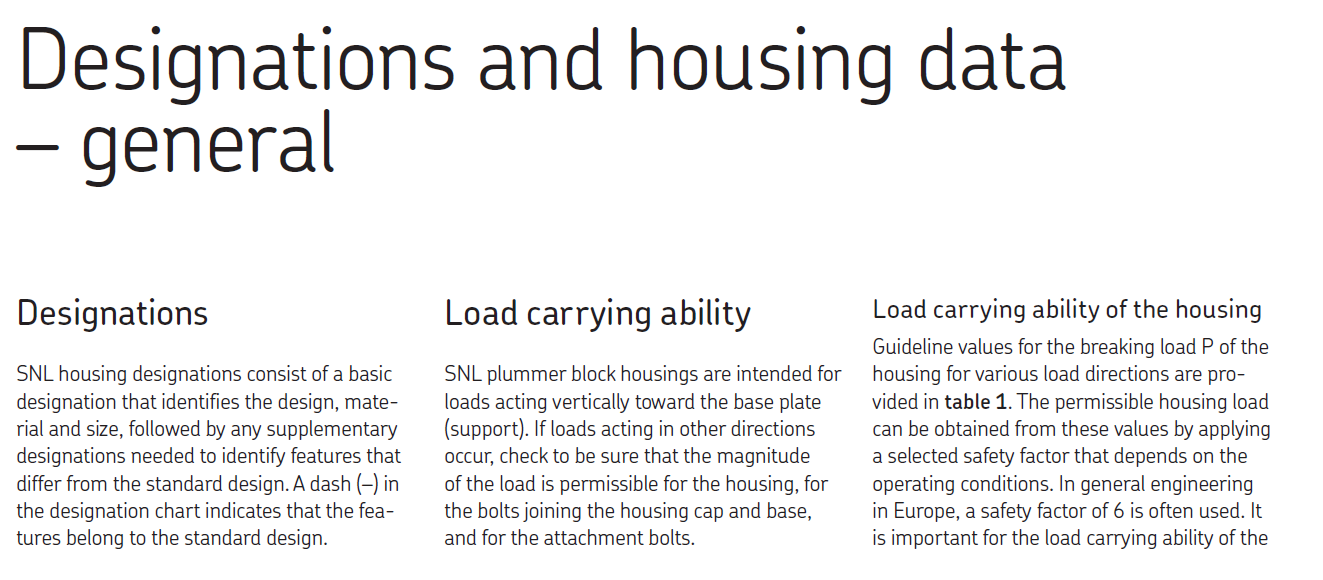 Designations and housing data
– general
Designations
SNL housing designations consist of a basic
designation that identifies the design, mate-
rial and size, followed by any supplementary
designations needed to identify features that
differ from the standard design. A dash (–) in
the designation chart indicates that the fea-
tures belong to the standard design.
Load carrying ability
SNL plummer block housings are intended for
loads acting vertically toward the base plate
(support). If loads acting in other directions
occur, check to be sure that the magnitude
of the load is permissible for the housing, for
the bolts joining the housing cap and base,
and for the attachment bolts.
Load carrying ability of the housing
Guideline values for the breaking load P of the
housing for various load directions are pro-
vided in table 1. The permissible housing load
can be obtained from these values by applying
a selected safety factor that depends on the
operating conditions. In general engineering
in Europe, a safety factor of 6 is often used. It
is important for the load carrying ability of the